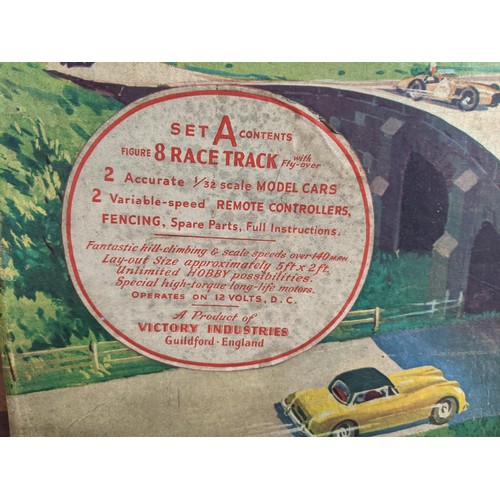 SET A CONTENTS
FIGURE 8 RACE TRACK with Fly-over
2 Accurate 1/32 scale MODEL CARS
2 Variable-speed REMOTE CONTROLLERS,
FENCING, Spare Parts, Full Instructions.
Fantastic hill-climbing & scale speeds over 140 M.P.H.
Lay-out Size approximately 5ft x 2ft.
Unlimited HOBBY possibilities.
Special high-torque long-life motors.
OPERATES ON 12 VOLTS, D.C.
A Product of
VICTORY INDUSTRIES
Guildford - England